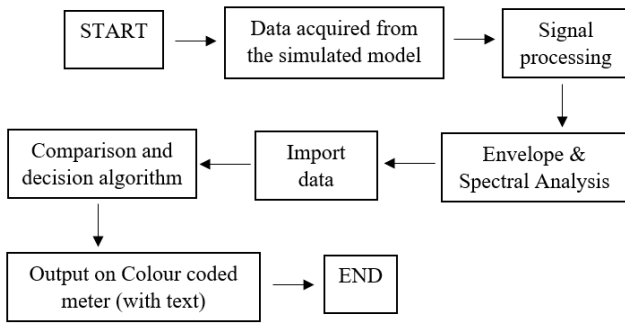 START
Data acquired from
the simulated model
Signal
processing
Envelope &
Spectral Analysis
Import
data
Comparison and
decision algorithm
Output on Colour coded
meter (with text)
END